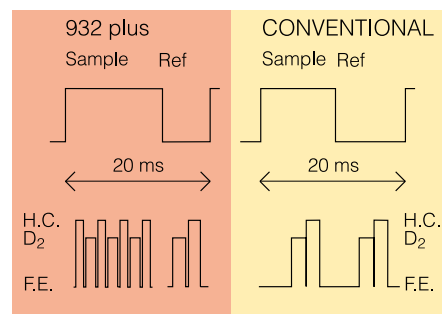 932 plus
Sample Ref
20 ms
H.C.
D₂
F.E.
CONVENTIONAL
Sample Ref
20 ms
H.C.
D₂
F.E.